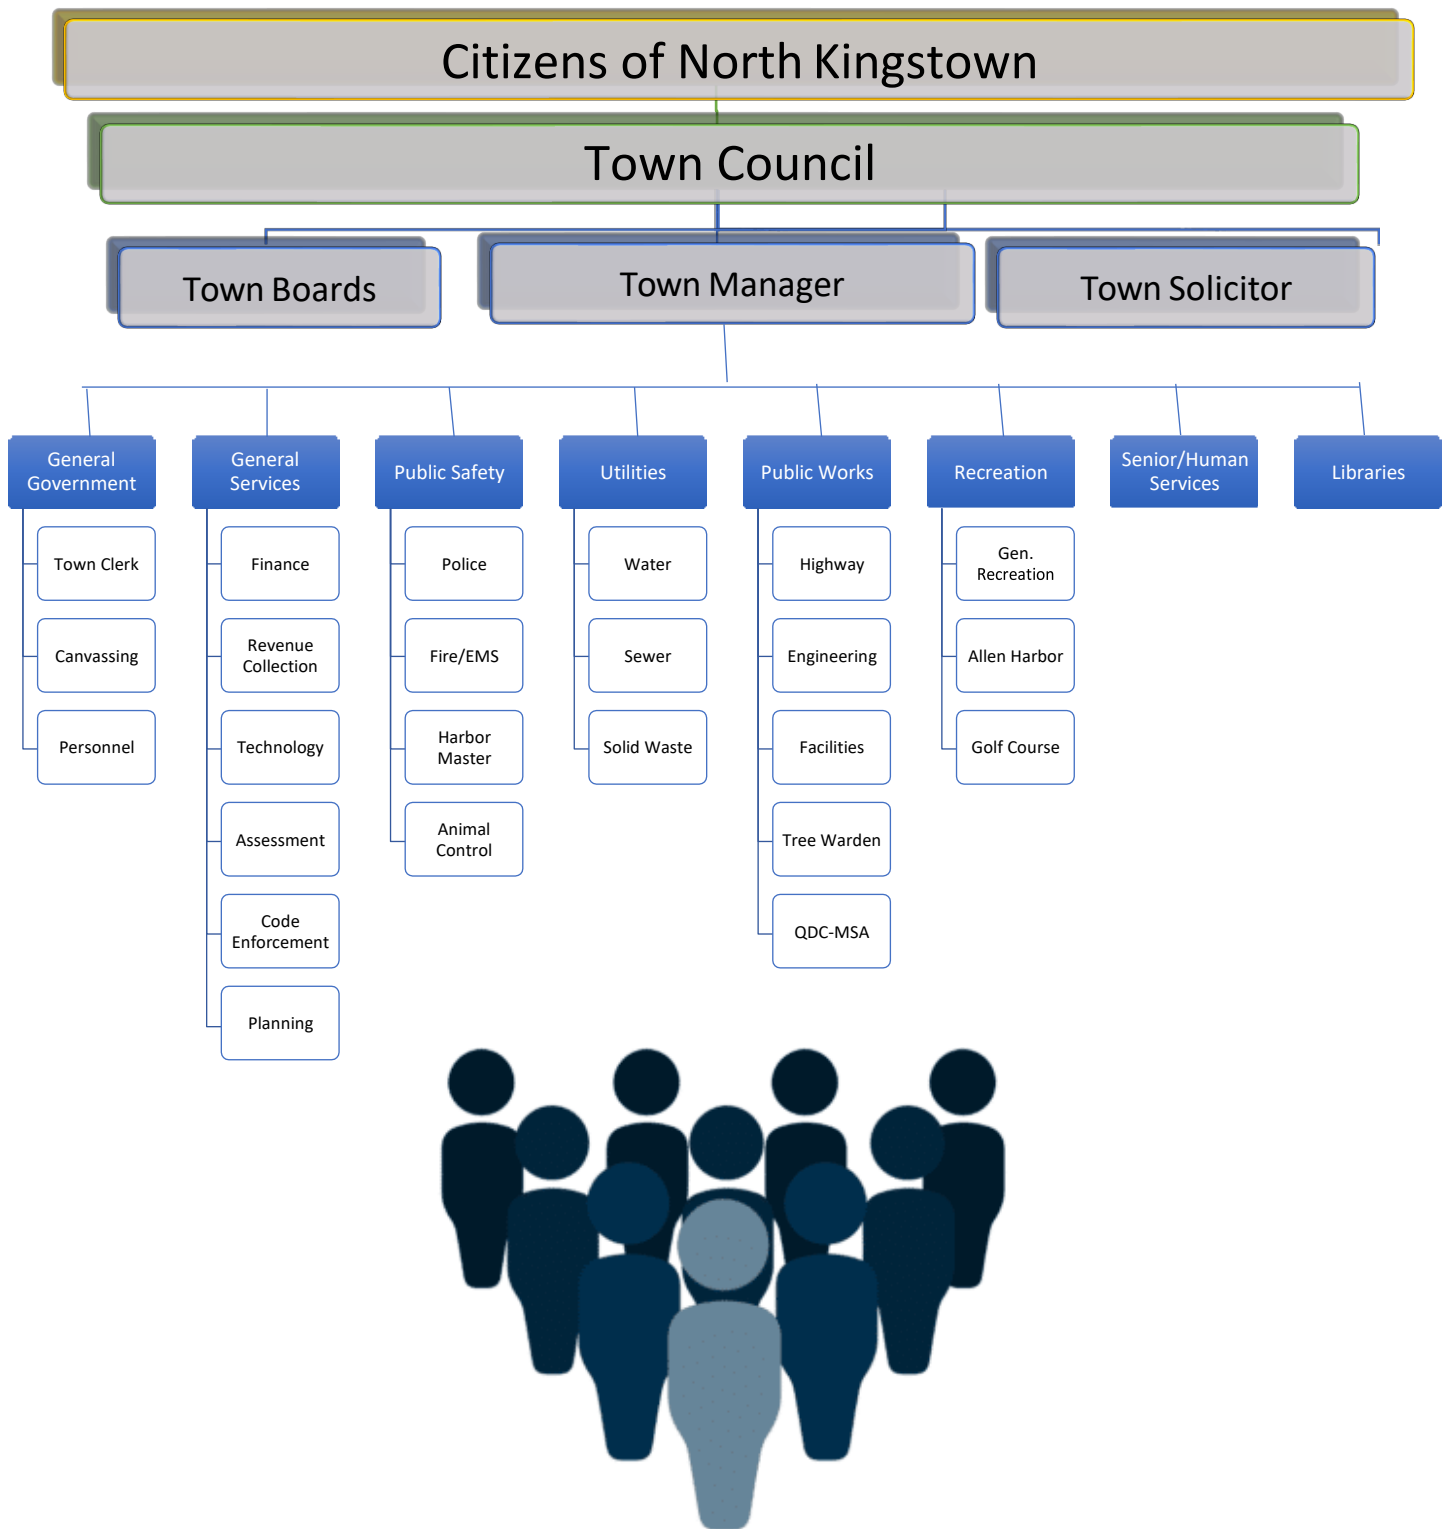 Citizens of North Kingstown
Town Council
Town Boards
Town Manager
Town Solicitor
General
Government
General
Services
Public Safety
Utilities
Public Works
Recreation
Senior/Human
Services
Libraries
Town Clerk
Canvassing
Personnel
Finance
Revenue
Collection
Technology
Assessment
Code
Enforcement
Planning
Police
Fire/EMS
Harbor
Master
Animal
Control
Water
Sewer
Solid Waste
Highway
Engineering
Facilities
Tree Warden
QDC-MSA
Gen.
Recreation
Allen Harbor
Golf Course